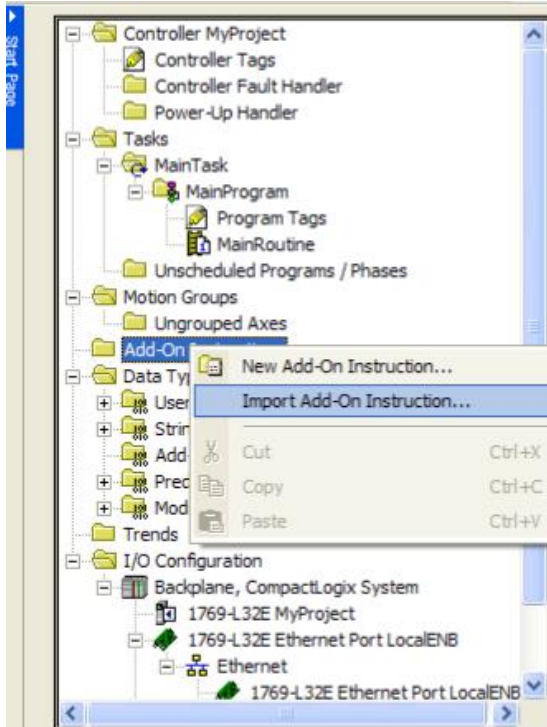 Start Page
Controller MyProject
Controller Tags
Controller Fault Handler
Power-Up Handler
Tasks
MainTask
MainProgram
Program Tags
MainRoutine
Unscheduled Programs / Phases
Motion Groups
Ungrouped Axes
Add-On
New Add-On Instruction...
Data Ty
Import Add-On Instruction...
User
Strin
Add-
Cut Ctrl+X
Pred
Copy Ctrl+C
Mod
Paste Ctrl+V
Trends
I/O Configuration
Backplane, CompactLogix System
1769-L32E MyProject
1769-L32E Ethernet Port LocalENB
Ethernet
1769-L32E Ethernet Port LocalENB